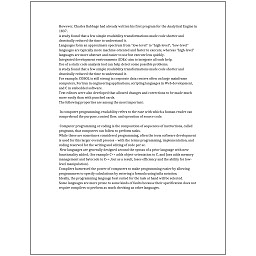 However, Charles Babbage had already written his first program for the Analytical Engine in
1837.
A study found that a few simple readability transformations made code shorter and
drastically reduced the time to understand it.
Languages form an approximate spectrum from "low-level" to "high-level"; "low-level"
languages are typically more machine-oriented and faster to execute, whereas "high-level"
languages are more abstract and easier to use but execute less quickly.
Integrated development environments (IDEs) aim to integrate all such help.
Use of a static code analysis tool can help detect some possible problems.
A study found that a few simple readability transformations made code shorter and
drastically reduced the time to understand it.
For example, COBOL is still strong in corporate data centers often on large mainframe
computers, Fortran in engineering applications, scripting languages in Web development,
and C in embedded software.
Text editors were also developed that allowed changes and corrections to be made much
more easily than with punched cards.
The following properties are among the most important:

In computer programming, readability refers to the ease with which a human reader can
comprehend the purpose, control flow, and operation of source code.

Computer programming or coding is the composition of sequences of instructions, called
programs, that computers can follow to perform tasks.
While these are sometimes considered programming, often the term software development
is used for this larger overall process – with the terms programming, implementation, and
coding reserved for the writing and editing of code per se.
New languages are generally designed around the syntax of a prior language with new
functionality added, (for example C++ adds object-orientation to C, and Java adds memory
management and bytecode to C++, but as a result, loses efficiency and the ability for low-
level manipulation).
Compilers harnessed the power of computers to make programming easier by allowing
programmers to specify calculations by entering a formula using infix notation.
Ideally, the programming language best suited for the task at hand will be selected.
Some languages are more prone to some kinds of faults because their specification does not
require compilers to perform as much checking as other languages.